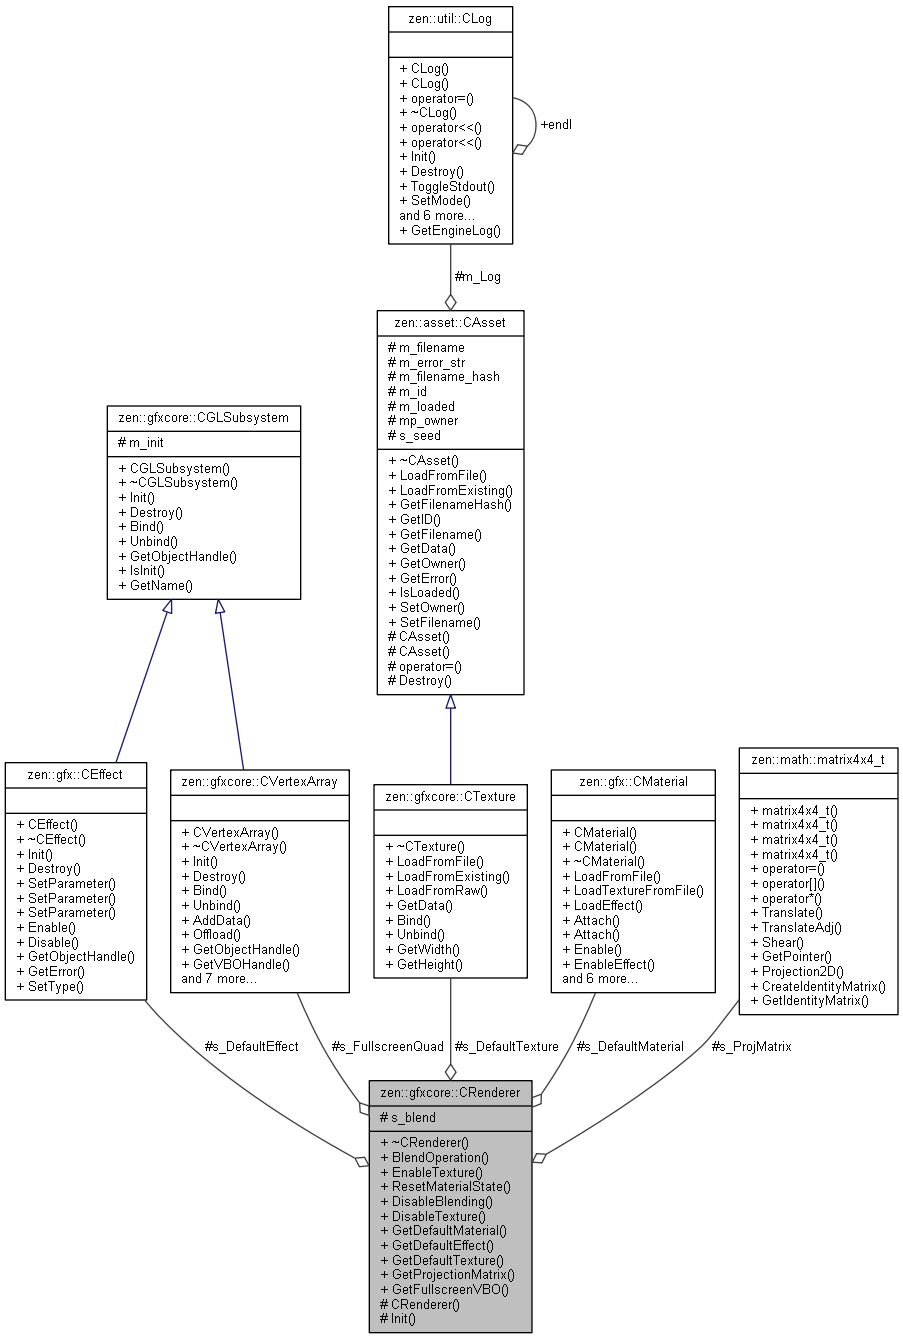 zen::util::CLog
+ CLog()
+ CLog()
+ operator=()
+ ~CLog()
+ operator<<()
+ operator<<()
+ Init()
+ Destroy()
+ ToggleStdout()
+ SetMode()
and 6 more...
+ GetEngineLog()
+endl
#m_Log
zen::asset::CAsset
# m_filename
# m_error_str
# m_filename_hash
# m_id
# m_loaded
# mp_owner
# s_seed
+ ~CAsset()
+ LoadFromFile()
+ LoadFromExisting()
+ GetFilenameHash()
+ GetID()
+ GetFilename()
+ GetData()
+ GetOwner()
+ GetError()
+ IsLoaded()
+ SetOwner()
+ SetFilename()
# CAsset()
# CAsset()
# operator=()
# Destroy()
zen::gfxcore::CGLSubsystem
# m_init
+ CGLSubsystem()
+ ~CGLSubsystem()
+ Init()
+ Destroy()
+ Bind()
+ Unbind()
+ GetObjectHandle()
+ IsInit()
+ GetName()
zen::gfx::CEffect
+ CEffect()
+ ~CEffect()
+ Init()
+ Destroy()
+ SetParameter()
+ SetParameter()
+ SetParameter()
+ Enable()
+ Disable()
+ GetObjectHandle()
+ GetError()
+ SetType()
zen::gfxcore::CVertexArray
+ CVertexArray()
+ ~CVertexArray()
+ Init()
+ Destroy()
+ Bind()
+ Unbind()
+ AddData()
+ Offload()
+ GetObjectHandle()
+ GetVBOHandle()
and 7 more...
zen::gfxcore::CTexture
+ ~CTexture()
+ LoadFromFile()
+ LoadFromExisting()
+ LoadFromRaw()
+ GetData()
+ Bind()
+ Unbind()
+ GetWidth()
+ GetHeight()
zen::gfx::CMaterial
+ CMaterial()
+ CMaterial()
+ ~CMaterial()
+ LoadFromFile()
+ LoadTextureFromFile()
+ LoadEffect()
+ Attach()
+ Attach()
+ Enable()
+ EnableEffect()
and 6 more...
zen::math::matrix4x4_t
+ matrix4x4_t()
+ matrix4x4_t()
+ matrix4x4_t()
+ matrix4x4_t()
+ operator=()
+ operator[]()
+ operator*()
+ Translate()
+ TranslateAdj()
+ Shear()
+ GetPointer()
+ Projection2D()
+ CreateIdentityMatrix()
+ GetIdentityMatrix()
#s_DefaultEffect
#s_FullscreenQuad
#s_DefaultTexture
#s_DefaultMaterial
#s_ProjMatrix
zen::gfxcore::CRenderer
# s_blend
+ ~CRenderer()
+ BlendOperation()
+ EnableTexture()
+ ResetMaterialState()
+ DisableBlending()
+ DisableTexture()
+ GetDefaultMaterial()
+ GetDefaultEffect()
+ GetDefaultTexture()
+ GetProjectionMatrix()
+ GetFullscreenVBO()
# CRenderer()
# Init()